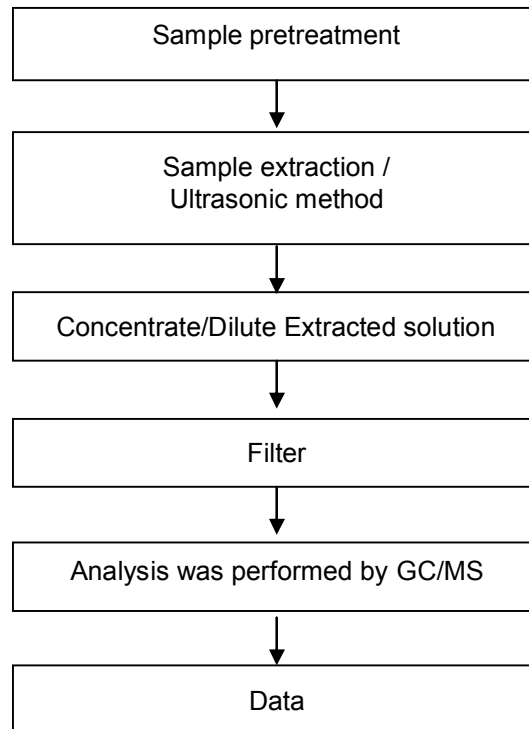 Sample pretreatment
Sample extraction /
Ultrasonic method
Concentrate/Dilute Extracted solution
Filter
Analysis was performed by GC/MS
Data